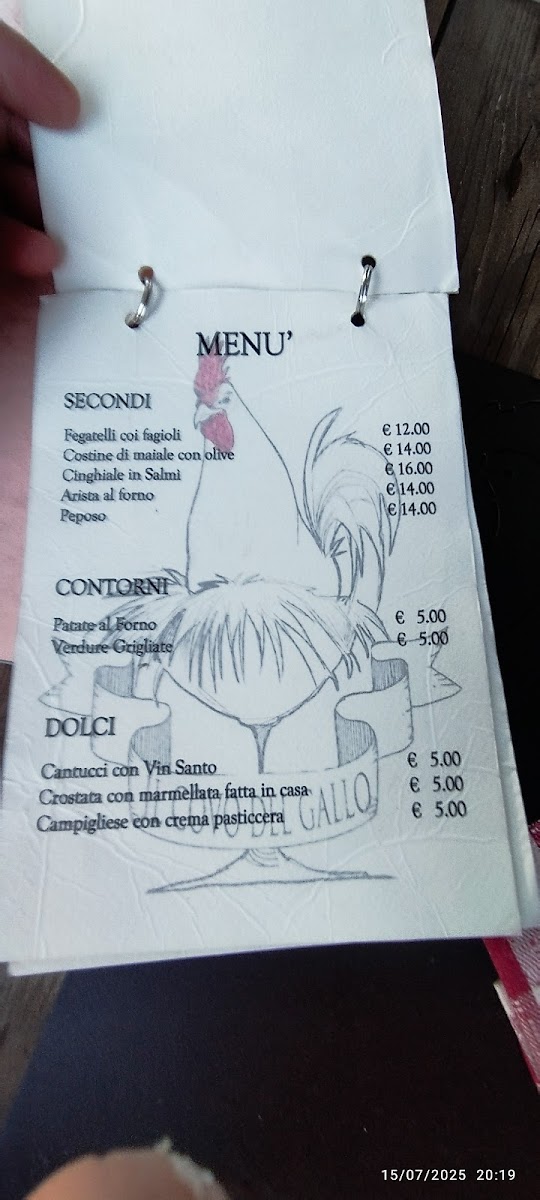 MENU'
SECONDI
Fegatelli coi fagioli € 12.00
Costine di maiale con olive € 14.00
Cinghiale in Salmi € 16.00
Arista al forno € 14.00
Peposo € 14.00
CONTORNI
Patate al Forno € 5.00
Verdure Grigliate € 5.00
DOLCI
Cantucci con Vin Santo € 5.00
Crostata con marmellata fatta in casa € 5.00
Campigliese con crema pasticcera € 5.00
DEL GALLO
15/07/2025 20:19